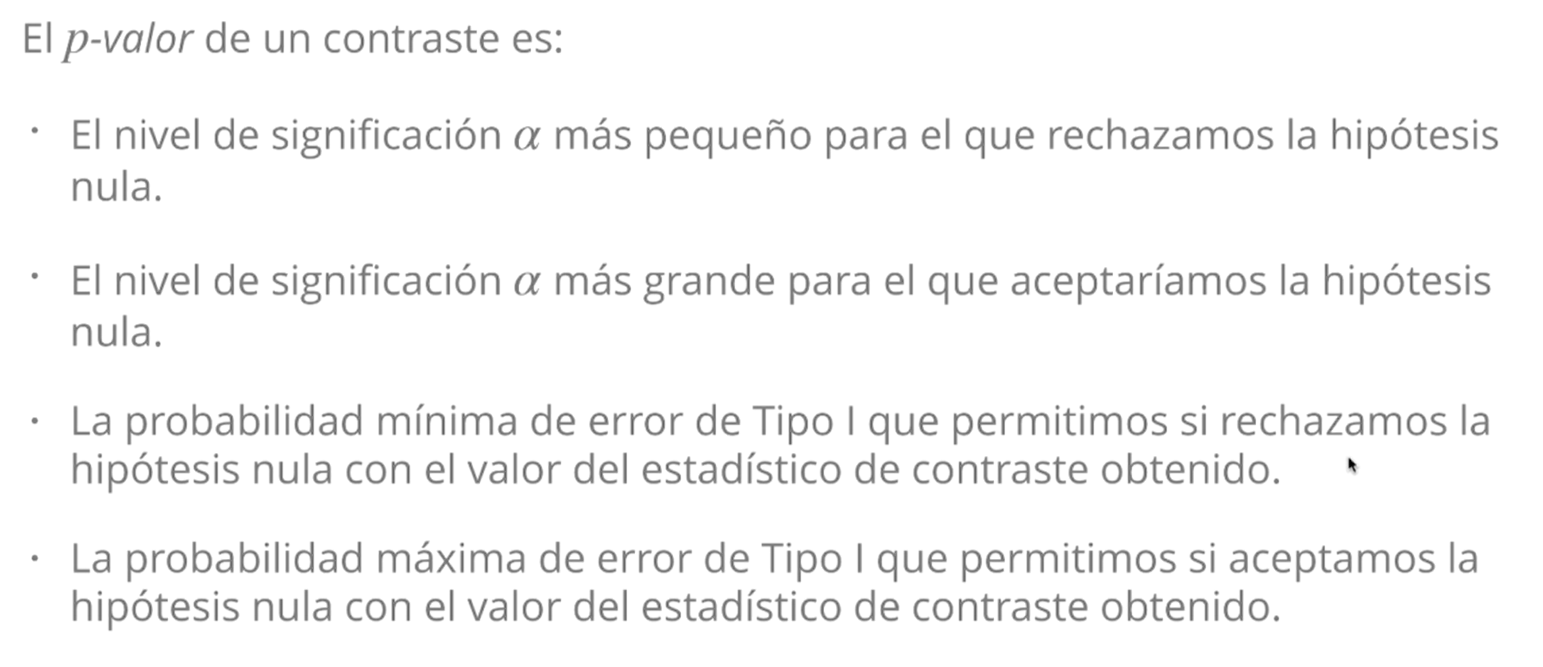 El p-valor de un contraste es:
· El nivel de significación α más pequeño para el que rechazamos la hipótesis
nula.
· El nivel de significación α más grande para el que aceptaríamos la hipótesis
nula.
· La probabilidad mínima de error de Tipo I que permitimos si rechazamos la
hipótesis nula con el valor del estadístico de contraste obtenido.
· La probabilidad máxima de error de Tipo I que permitimos si aceptamos la
hipótesis nula con el valor del estadístico de contraste obtenido.